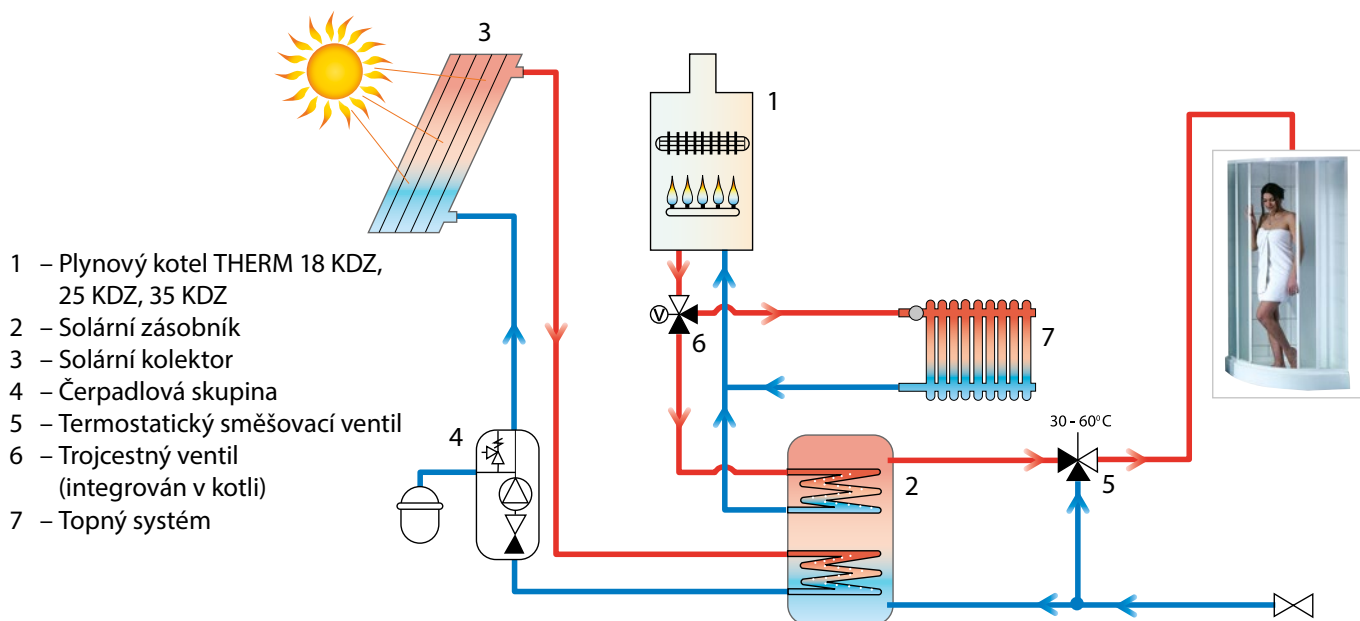 3
1
1 – Plynový kotel THERM 18 KDZ,
25 KDZ, 35 KDZ
2 – Solární zásobník
3 – Solární kolektor
4 – Čerpadlová skupina
5 – Termostatický směšovací ventil
6 – Trojcestný ventil
(integrován v kotli)
7 – Topný systém
V
6
7
4
30 - 60⁰C
2
5